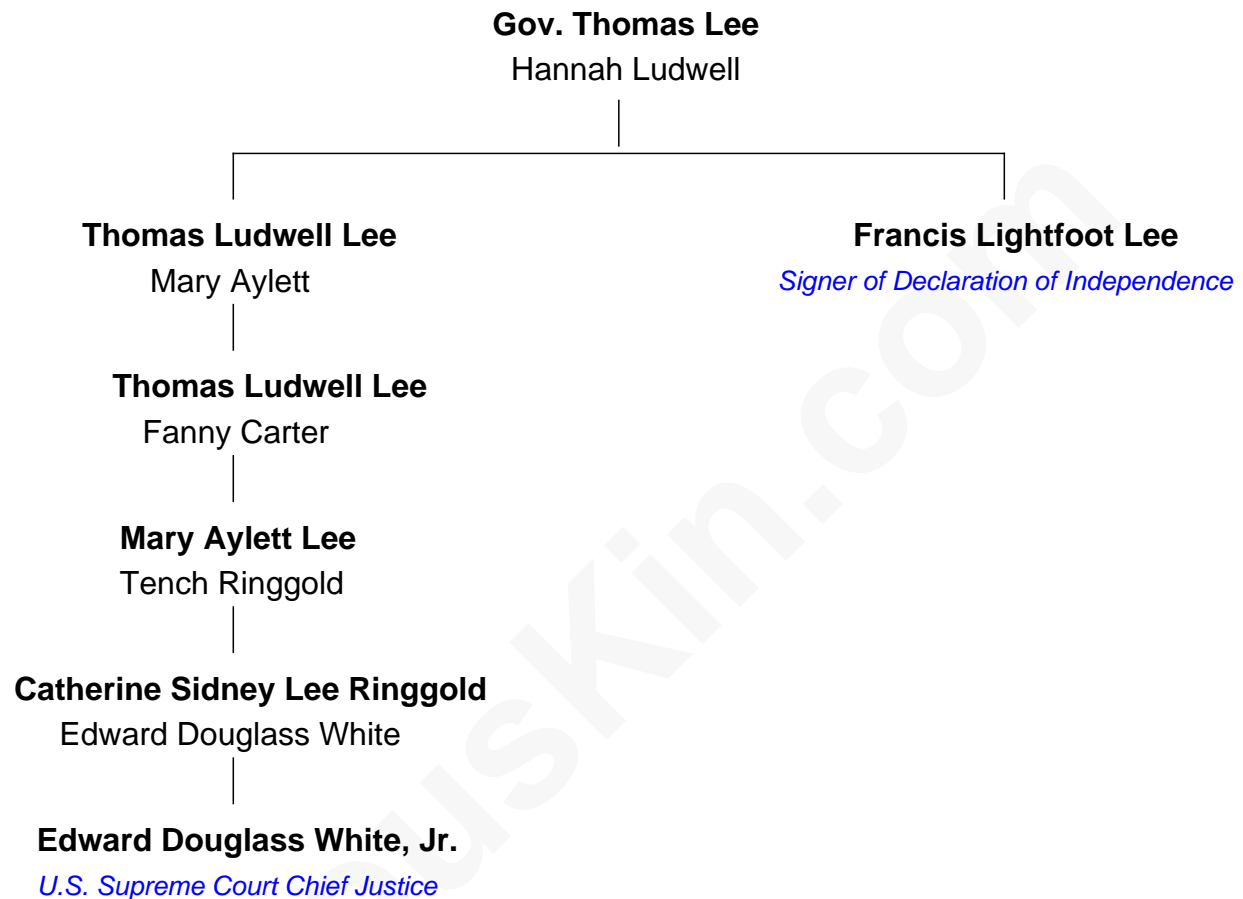 Gov. Thomas Lee
Hannah Ludwell
Thomas Ludwell Lee
Mary Aylett
Francis Lightfoot Lee
Signer of Declaration of Independence
Thomas Ludwell Lee
Fanny Carter
Mary Aylett Lee
Tench Ringgold
Catherine Sidney Lee Ringgold
Edward Douglass White
Edward Douglass White, Jr.
U.S. Supreme Court Chief Justice
usKin.com